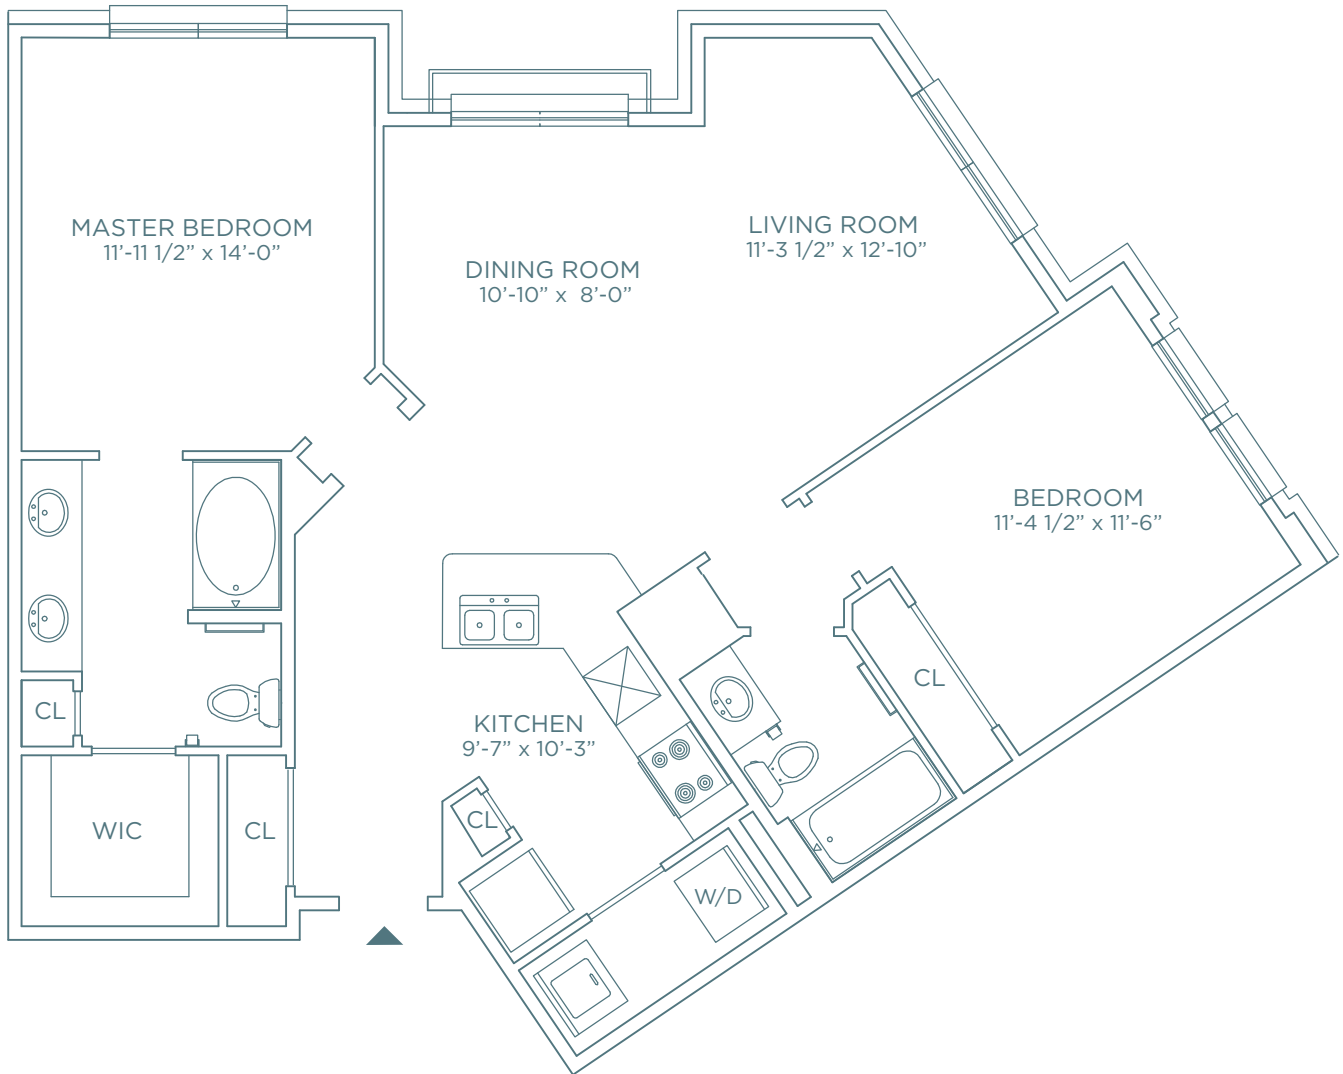 MASTER BEDROOM
11’-11 1/2” x 14’-0”
DINING ROOM
10’-10” x 8’-0”
LIVING ROOM
11’-3 1/2” x 12’-10”
BEDROOM
11’-4 1/2” x 11’-6”
CL
KITCHEN
9’-7” x 10’-3”
CL
WIC
CL
CL
W/D